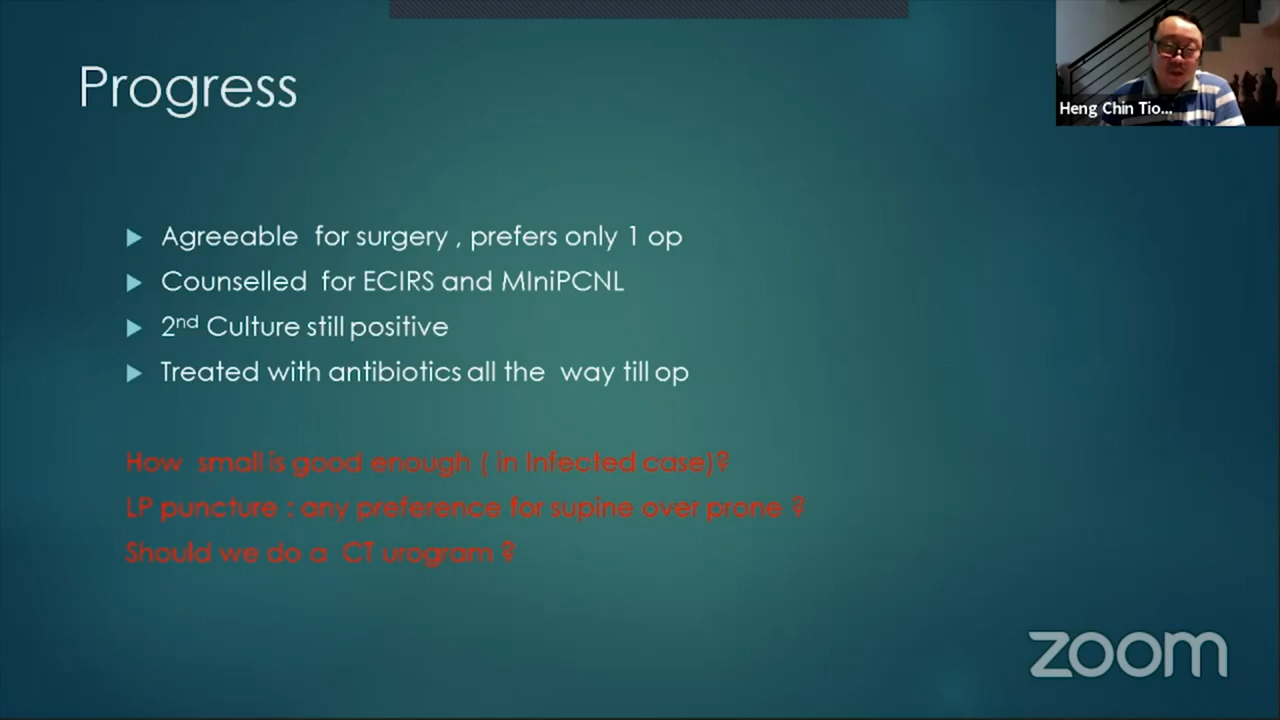 Progress
Heng Chin Tio...
Agreeable for surgery , prefers only 1 op
Counselled for ECIRS and MIniPCNL
2nd Culture still positive
Treated with antibiotics all the way till op
How small is good enough ( in Infected case)?
LP puncture : any preference for supine over prone ?
Should we do a CT urogram ?
zoom